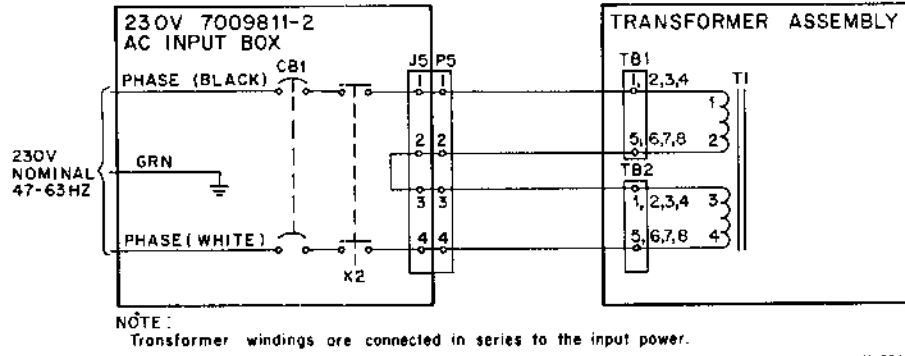 230V 7009811-2
AC INPUT BOX
TRANSFORMER ASSEMBLY
CB1
J5 P5
TB1
T1
PHASE (BLACK)
1 1
1, 2,3,4
1
2 2
5, 6,7,8
2
230V
NOMINAL
47-63HZ
GRN
TB2
3 3
1, 2,3,4
3
PHASE (WHITE)
4 4
5, 6,7,8
4
K2
NOTE:
Transformer windings are connected in series to the input power.